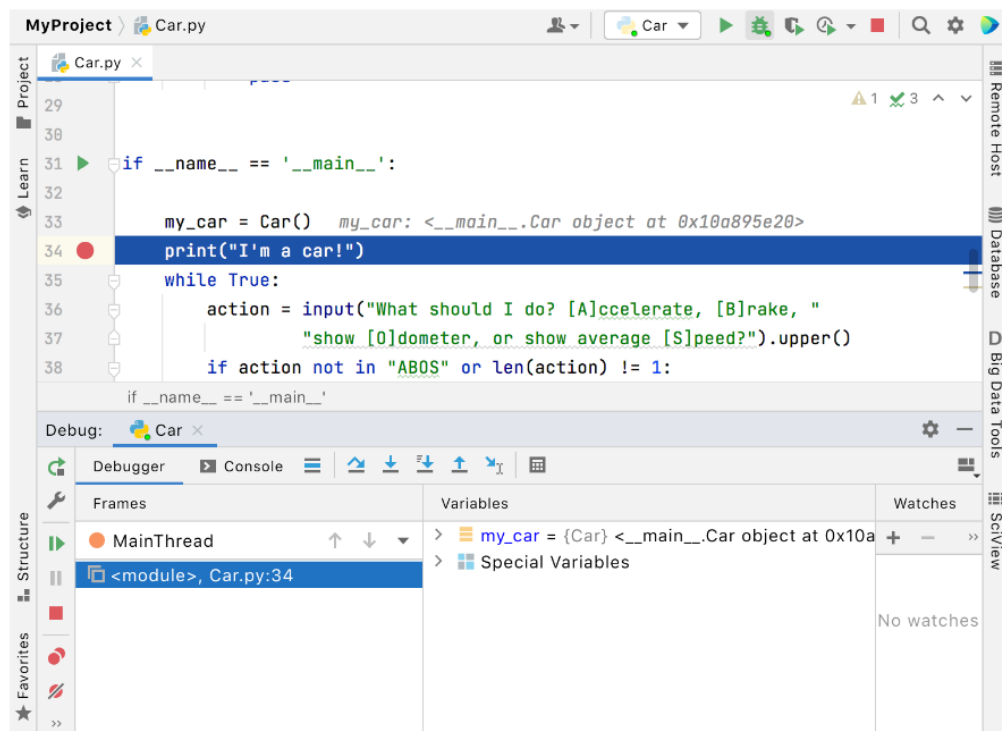 MyProject Car.py
Car
Car.py
29
30
31 if __name__ == '__main__':
32
33 my_car = Car() my_car: <__main__.Car object at 0x10a895e20>
34 print("I'm a car!")
35 while True:
36 action = input("What should I do? [A]ccelerate, [B]rake, "
37 "show [O]dometer, or show average [S]peed?").upper()
38 if action not in "ABOS" or len(action) != 1:
1 3
if __name__ == '__main__'
Debug: Car
Debugger Console
Frames Variables Watches
MainThread
<module>, Car.py:34
my_car = {Car} <__main__.Car object at 0x10a
Special Variables
No watches
Project
Learn
Structure
Favorites
Remote Host
Database
D Big Data Tools
SciView